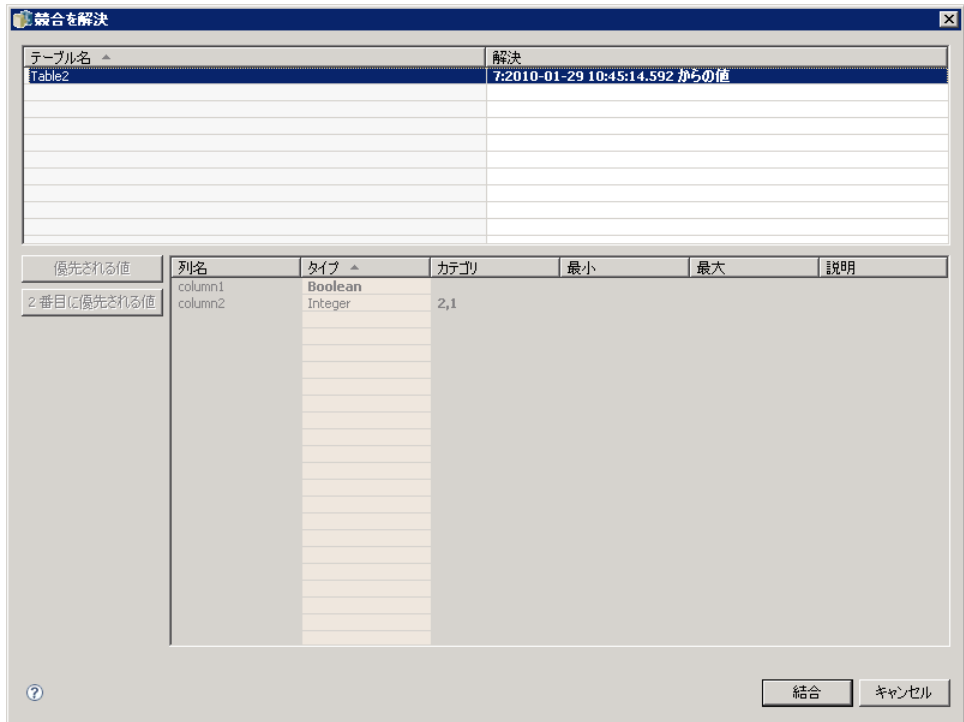 競合を解決
テーブル名 解決
Table2 7:2010-01-29 10:45:14.592 からの値
優先される値
2 番目に優先される値
列名 タイプ カテゴリ 最小 最大 説明
column1 Boolean
column2 Integer 2,1
結合 キャンセル